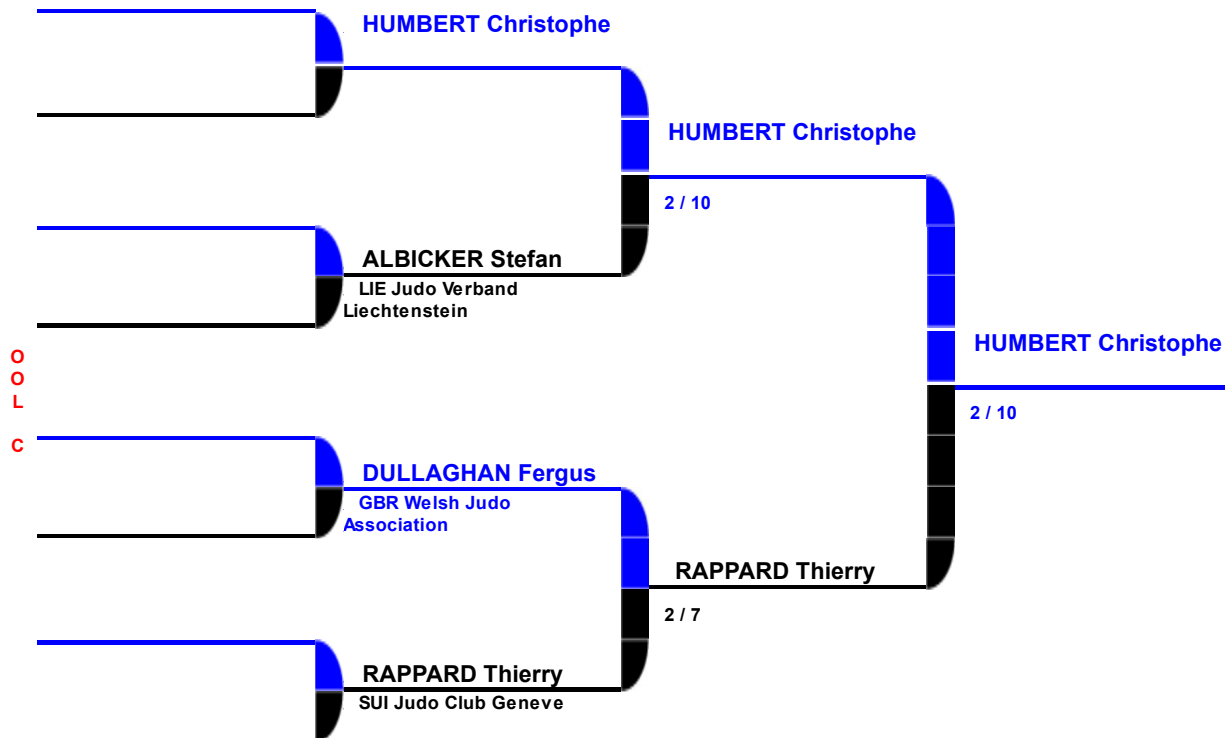 HUMBERT Christophe
HUMBERT Christophe
2 / 10
ALBICKER Stefan
LIE Judo Verband
Liechtenstein
HUMBERT Christophe
2 / 10
O
O
L
C
DULLAGHAN Fergus
GBR Welsh Judo
Association
RAPPARD Thierry
2 / 7
RAPPARD Thierry
SUI Judo Club Geneve